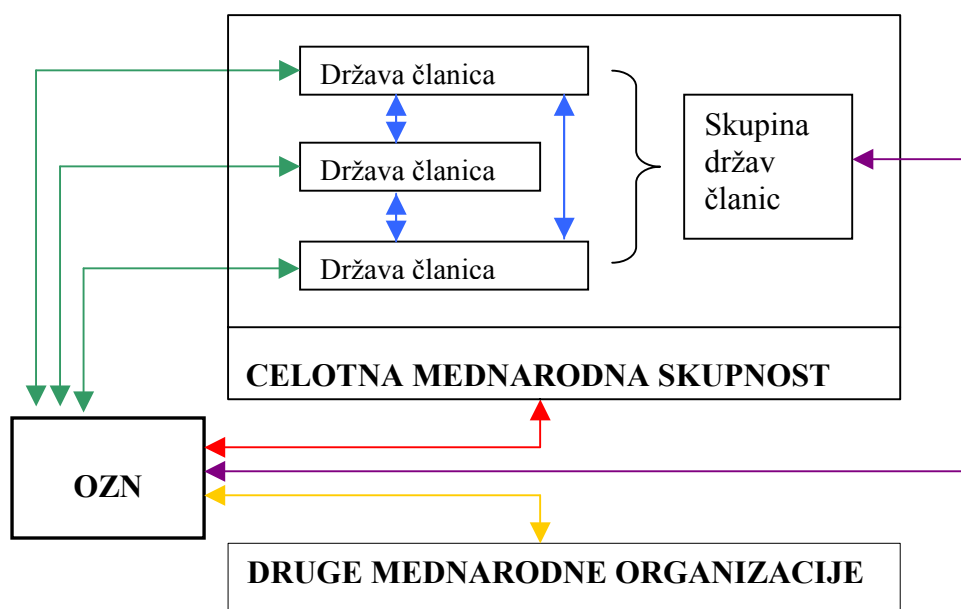 Država članica
Država članica
Država članica
Skupina
držav
članic
CELOTNA MEDNARODNA SKUPNOST
OZN
DRUGE MEDNARODNE ORGANIZACIJE